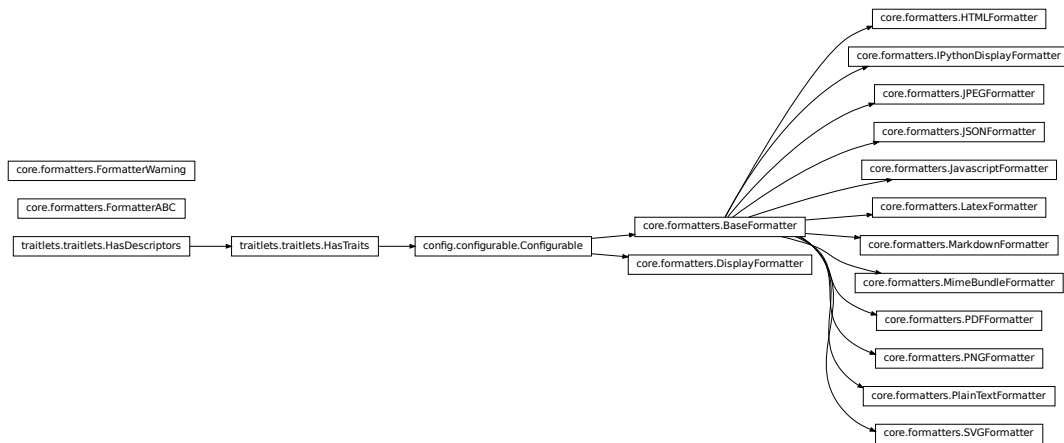 core.formatters.HTMLFormatter
core.formatters.IPythonDisplayFormatter
core.formatters.JPEGFormatter
core.formatters.JSONFormatter
core.formatters.FormatterWarning
core.formatters.JavascriptFormatter
core.formatters.FormatterABC
core.formatters.LatexFormatter
core.formatters.BaseFormatter
traitlets.traitlets.HasDescriptors
traitlets.traitlets.HasTraits
config.configurable.Configurable
core.formatters.MarkdownFormatter
core.formatters.DisplayFormatter
core.formatters.MimeBundleFormatter
core.formatters.PDFFormatter
core.formatters.PNGFormatter
core.formatters.PlainTextFormatter
core.formatters.SVGFormatter